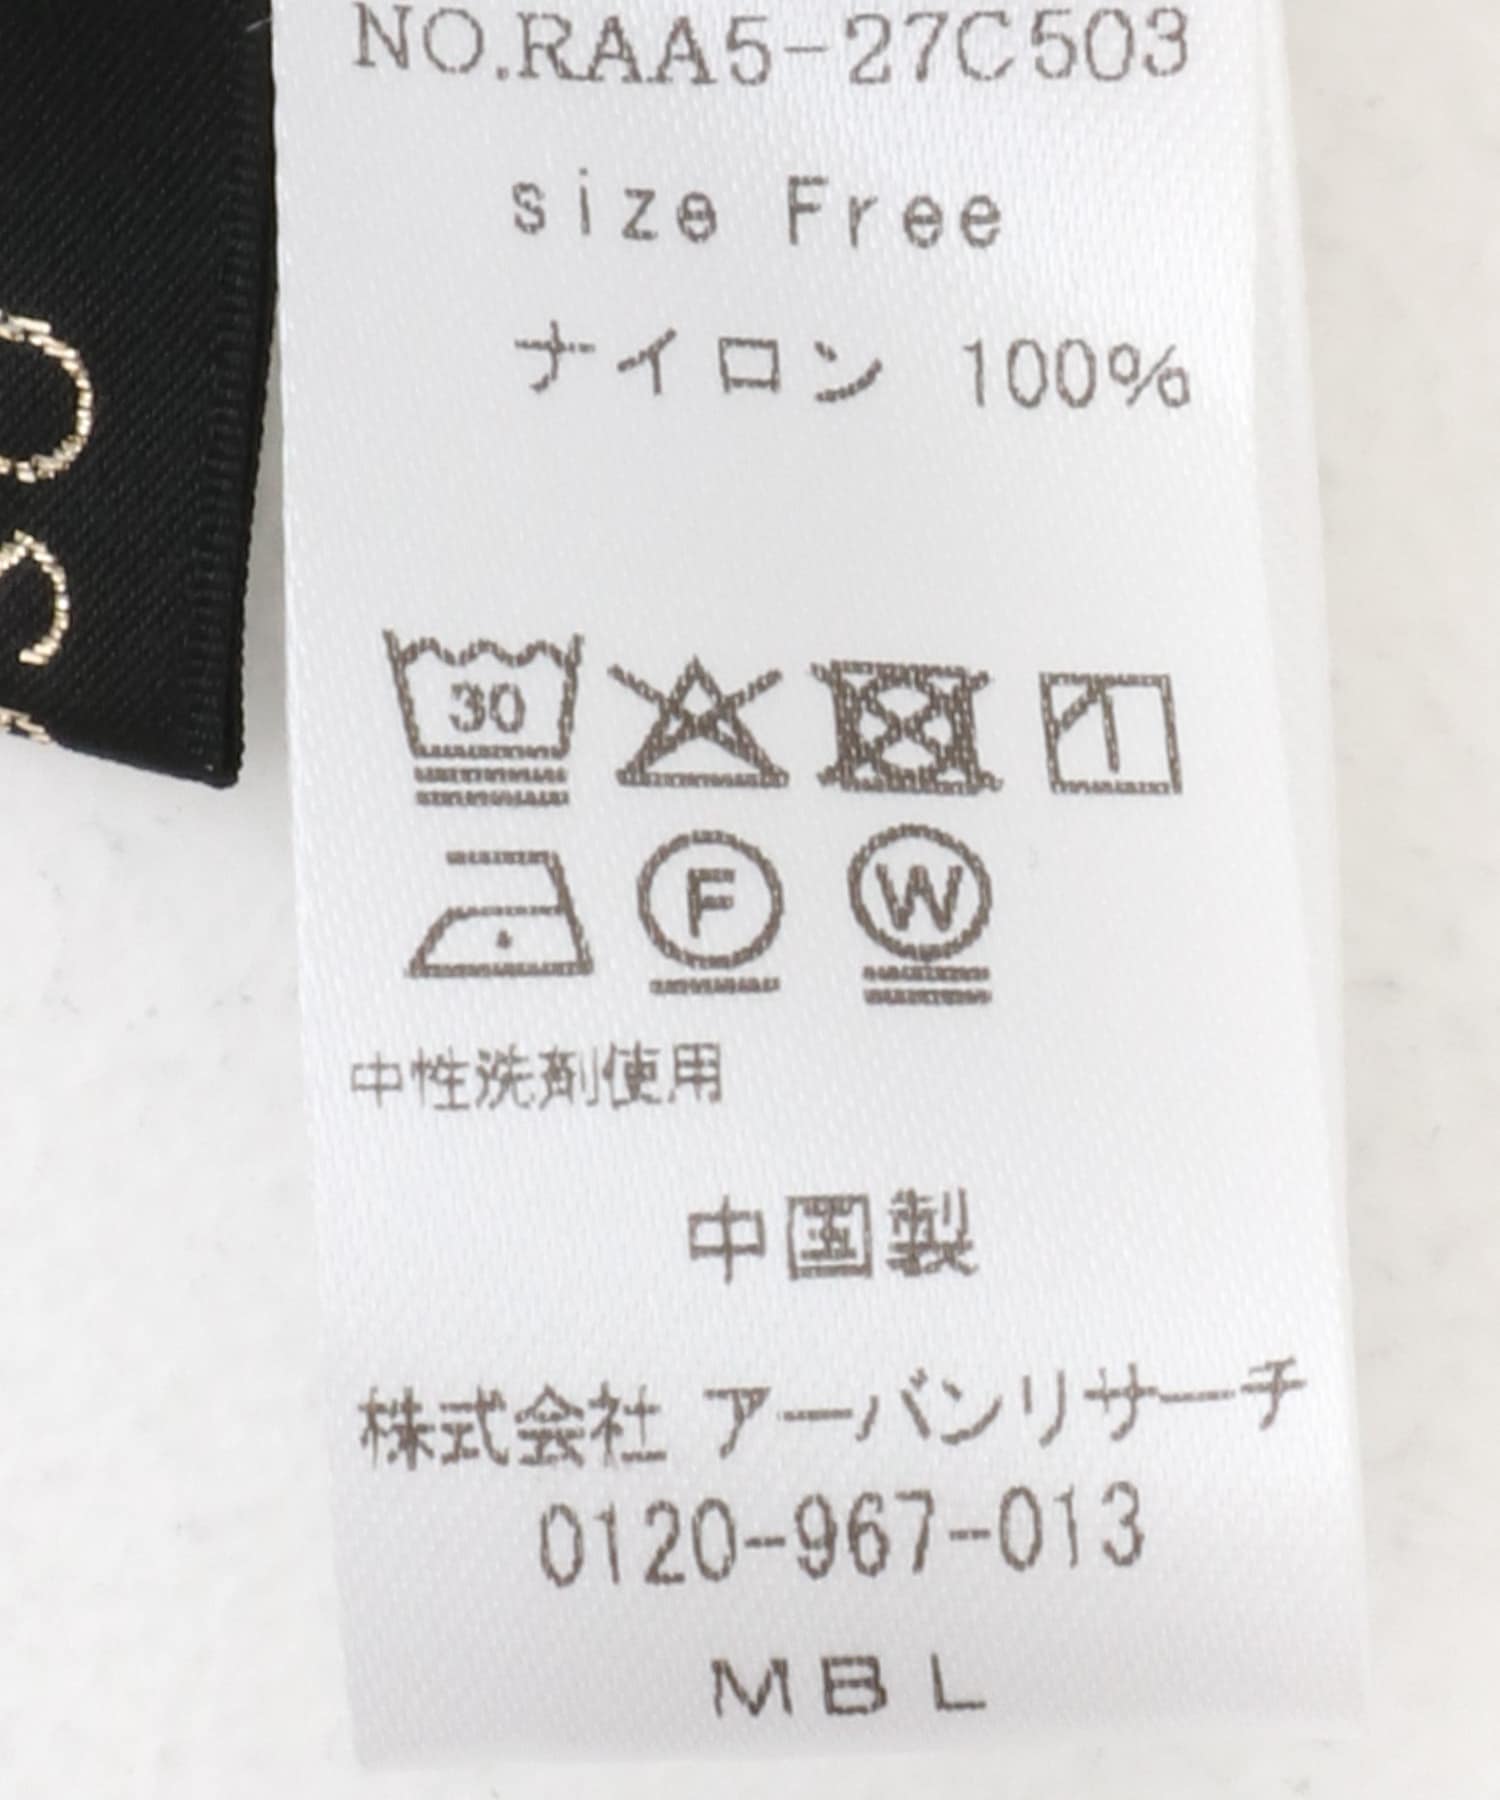 NO.RAA5-27C503
size Free
ナイロン 100%
30
F
W
中性洗剤使用
中国製
株式会社 アーバンリサーチ
0120-967-013
MBL